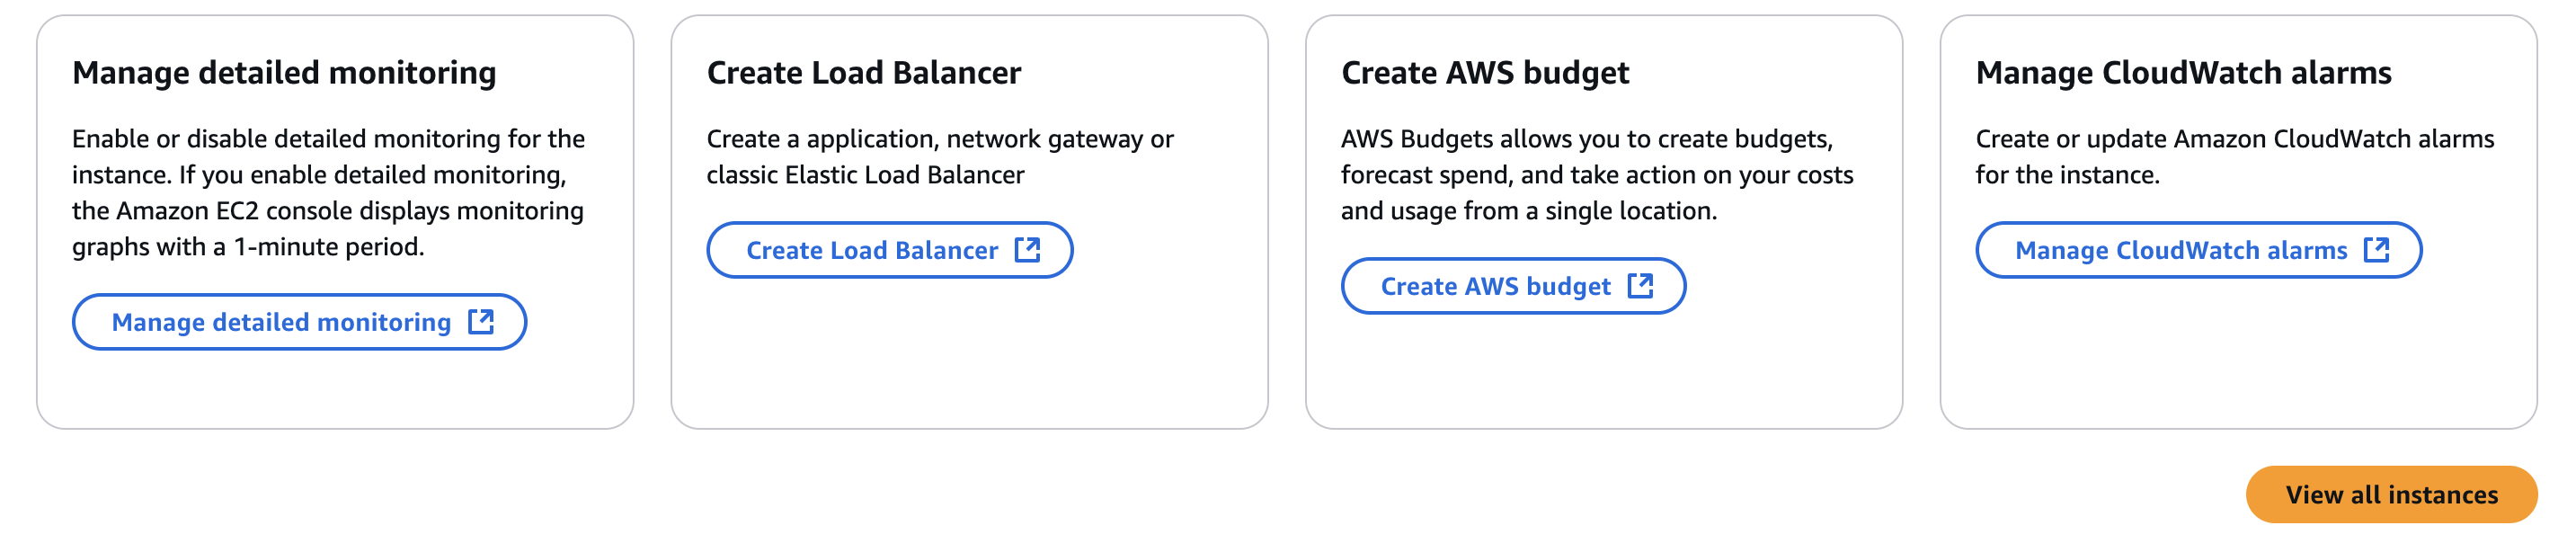 Manage detailed monitoring
Enable or disable detailed monitoring for the
instance. If you enable detailed monitoring,
the Amazon EC2 console displays monitoring
graphs with a 1-minute period.
Manage detailed monitoring
Create Load Balancer
Create a application, network gateway or
classic Elastic Load Balancer
Create Load Balancer
Create AWS budget
AWS Budgets allows you to create budgets,
forecast spend, and take action on your costs
and usage from a single location.
Create AWS budget
Manage CloudWatch alarms
Create or update Amazon CloudWatch alarms
for the instance.
Manage CloudWatch alarms
View all instances